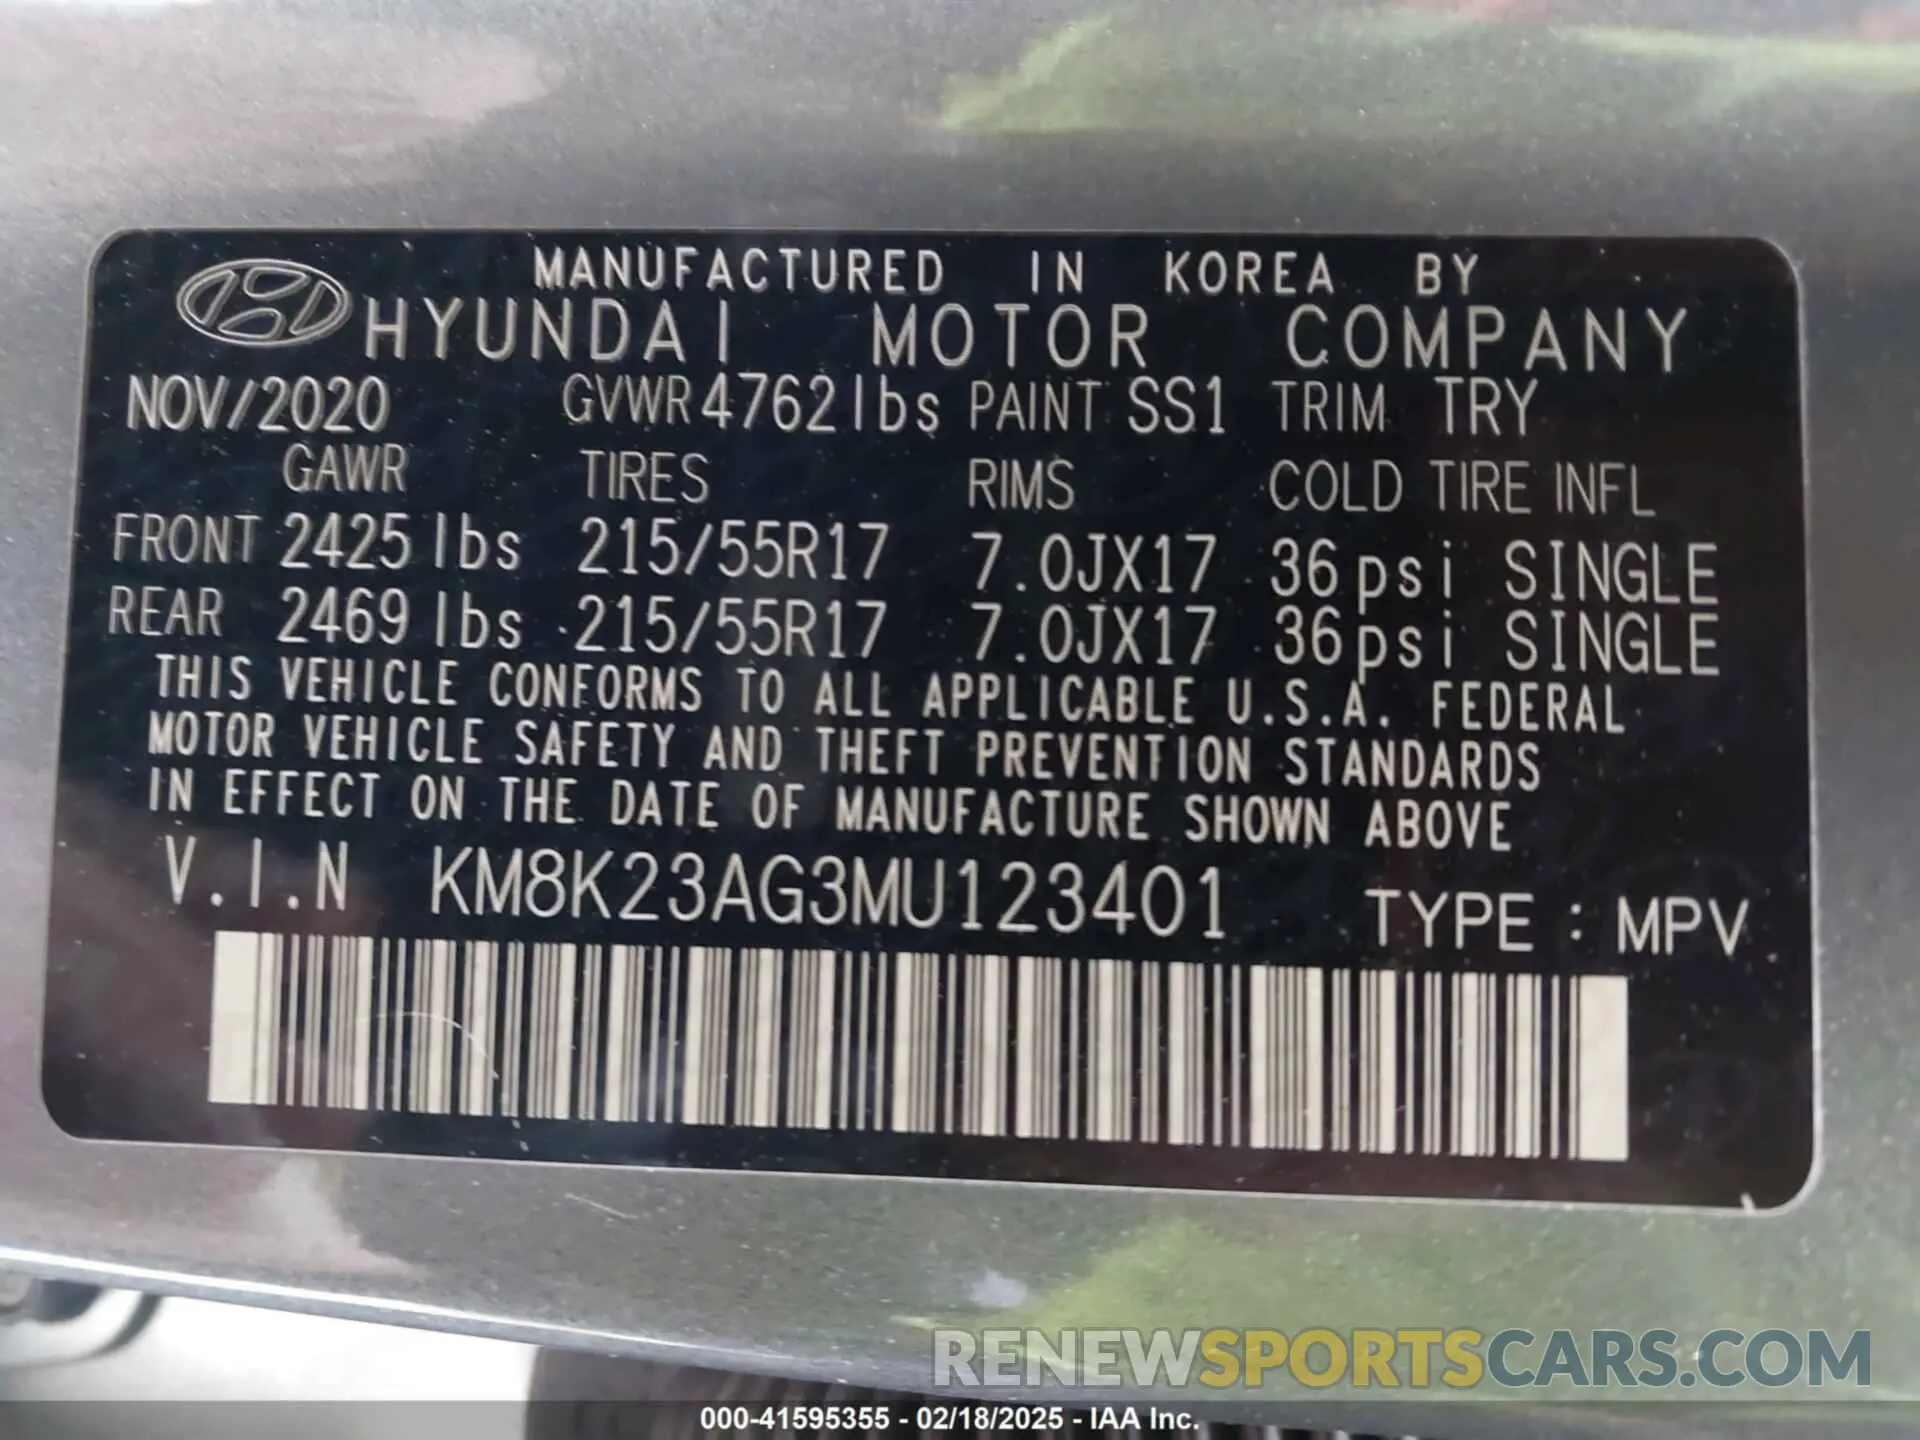 MANUFACTURED IN KOREA BY
HYUNDAI MOTOR COMPANY
NOV/2020 GVWR 4762lbs PAINT SS1 TRIM TRY
GAWR TIRES RIMS COLD TIRE INFL
FRONT 2425 lbs 215/55R17 7.0JX17 36psi SINGLE
REAR 2469 lbs 215/55R17 7.0JX17 36psi SINGLE
THIS VEHICLE CONFORMS TO ALL APPLICABLE U.S.A. FEDERAL
MOTOR VEHICLE SAFETY AND THEFT PREVENTION STANDARDS
IN EFFECT ON THE DATE OF MANUFACTURE SHOWN ABOVE
V.I.N KM8K23AG3MU123401 TYPE : MPV
RENEWSPORTSCARS.COM
000-41595355 - 02/18/2025 - IAA Inc.